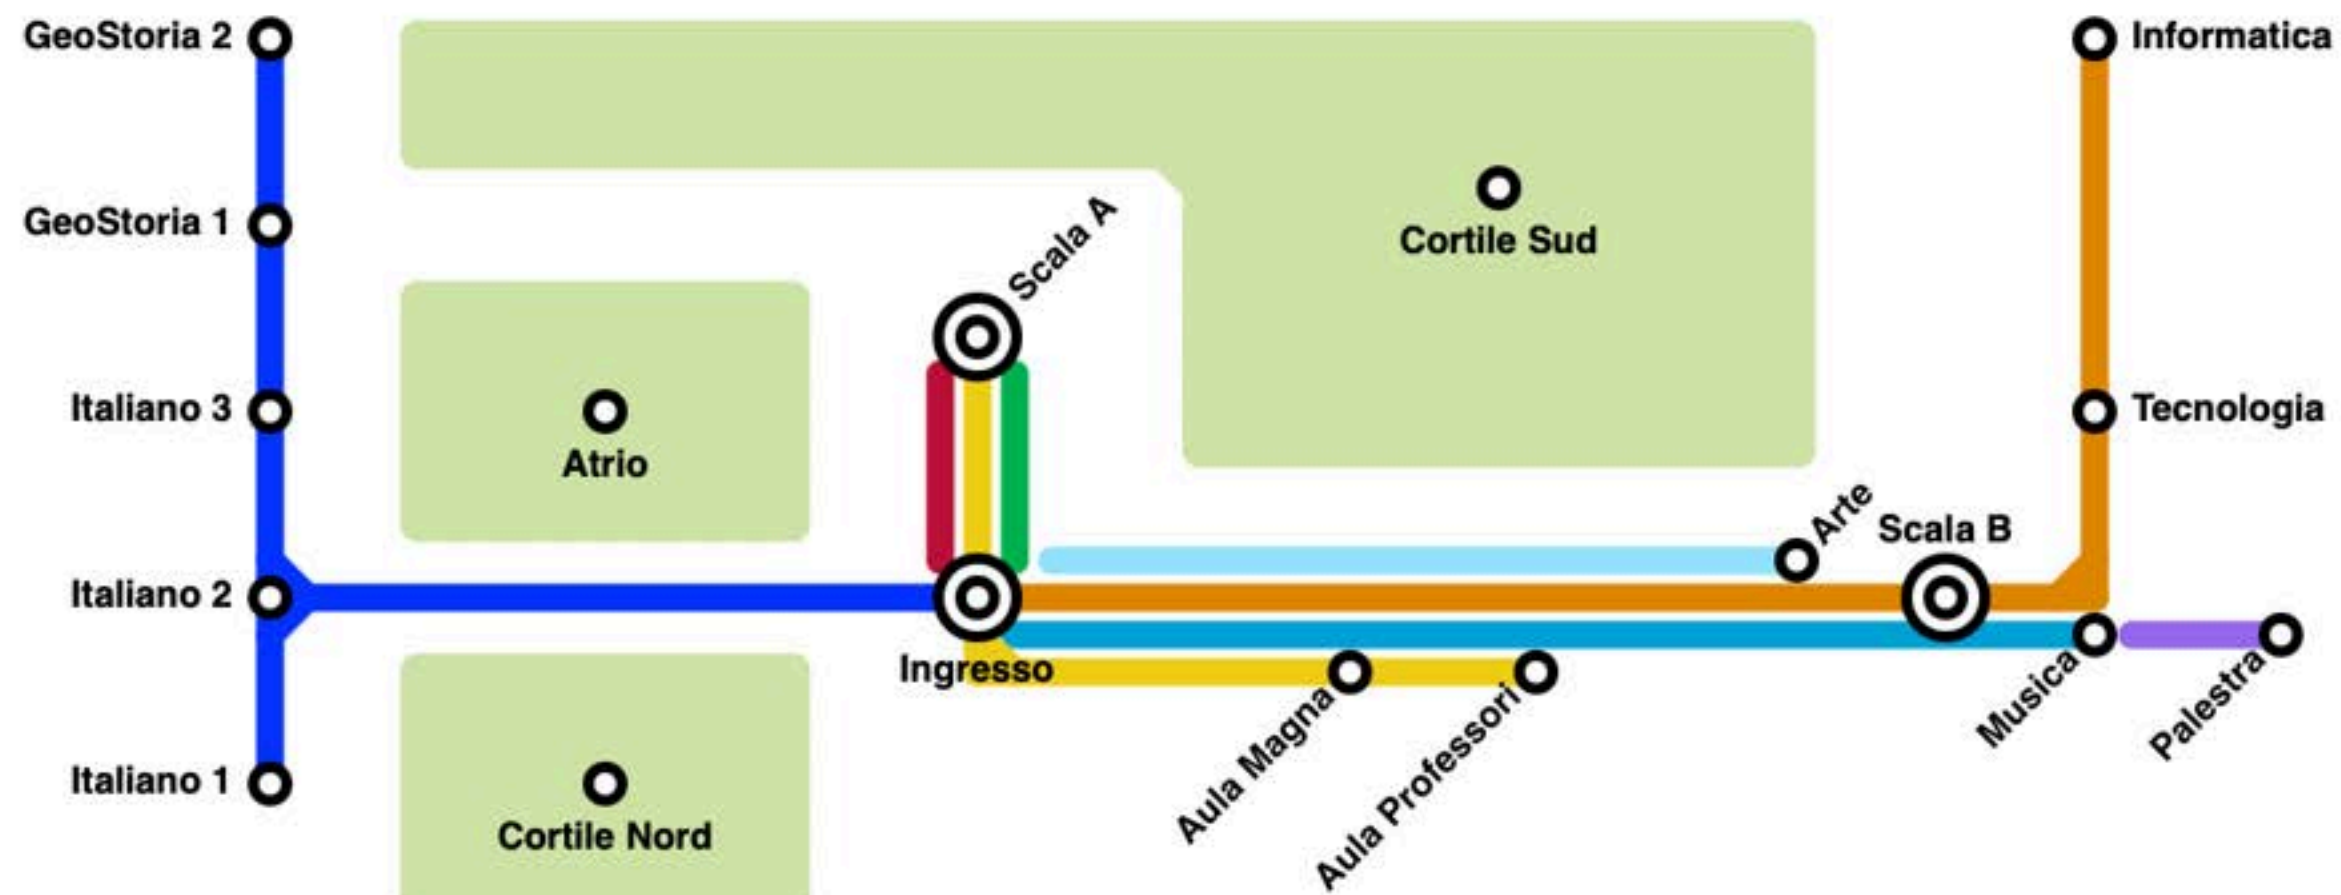 GeoStoria 2
Informatica
GeoStoria 1
Scala A
Cortile Sud
Italiano 3
Tecnologia
Atrio
Arte
Scala B
Italiano 2
Ingresso
Aula Magna
Aula Professori
Musica
Palestra
Italiano 1
Cortile Nord